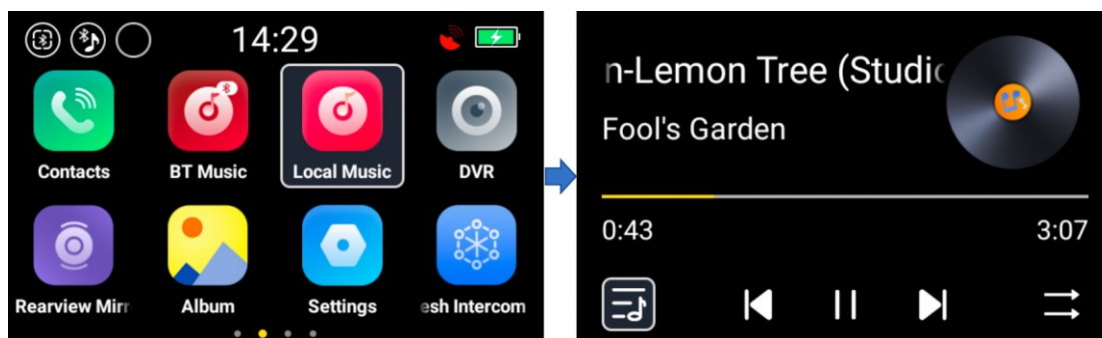 14:29
Contacts BT Music Local Music DVR
Rearview Mirr Album Settings esh Intercom
n-Lemon Tree (Studic
Fool's Garden
0:43 3:07